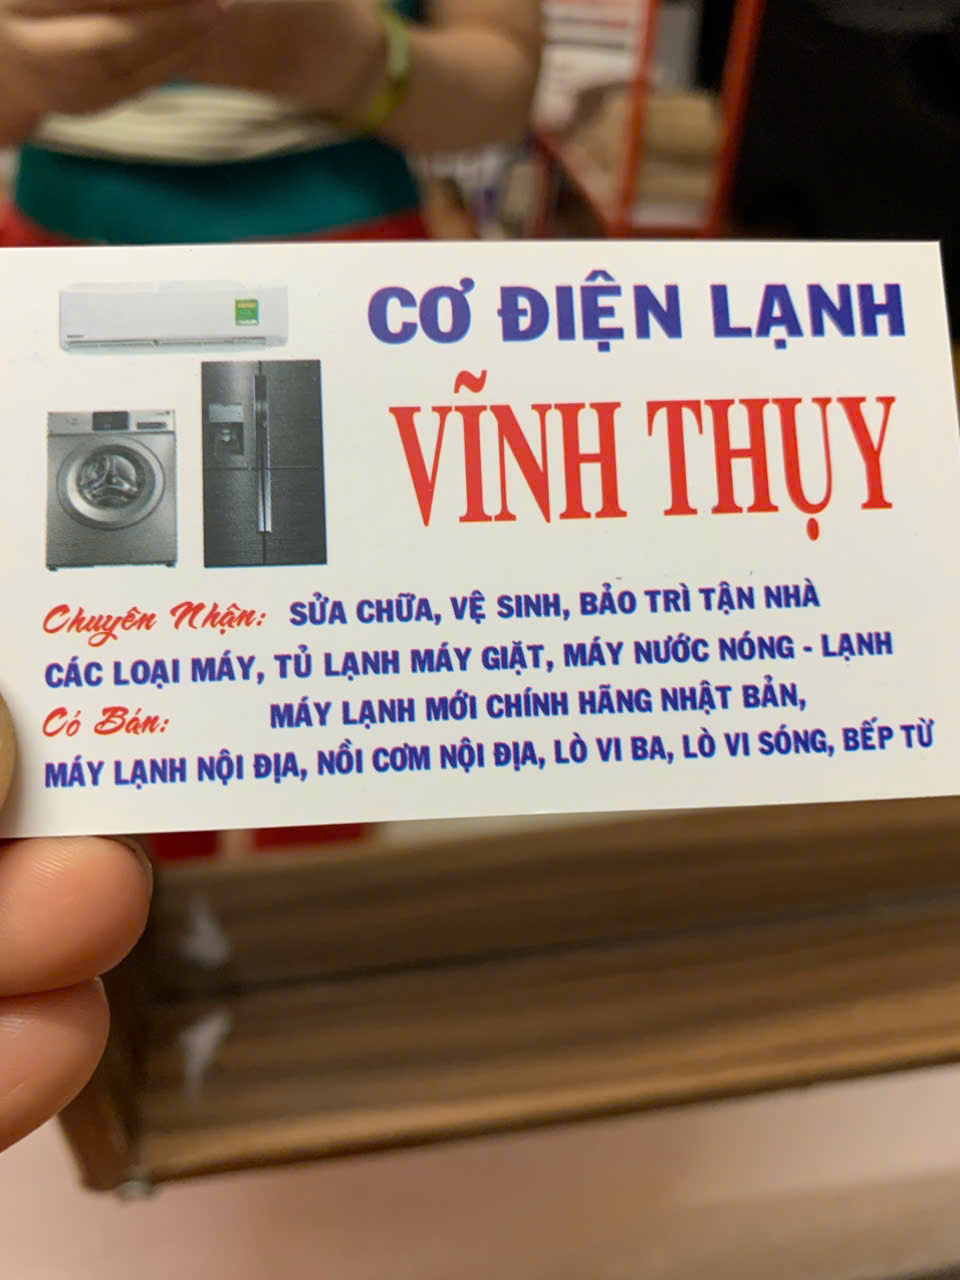 CƠ ĐIỆN LẠNH
VĨNH THỤY
Chuyên Nhận: SỬA CHỮA, VỆ SINH, BẢO TRÌ TẬN NHÀ
CÁC LOẠI MÁY, TỦ LẠNH MÁY GIẶT, MÁY NƯỚC NÓNG - LẠNH
Có Bán: MÁY LẠNH MỚI CHÍNH HÃNG NHẬT BẢN,
MÁY LẠNH NỘI ĐỊA, NỒI CƠM NỘI ĐỊA, LÒ VI BA, LÒ VI SÓNG, BẾP TỪ